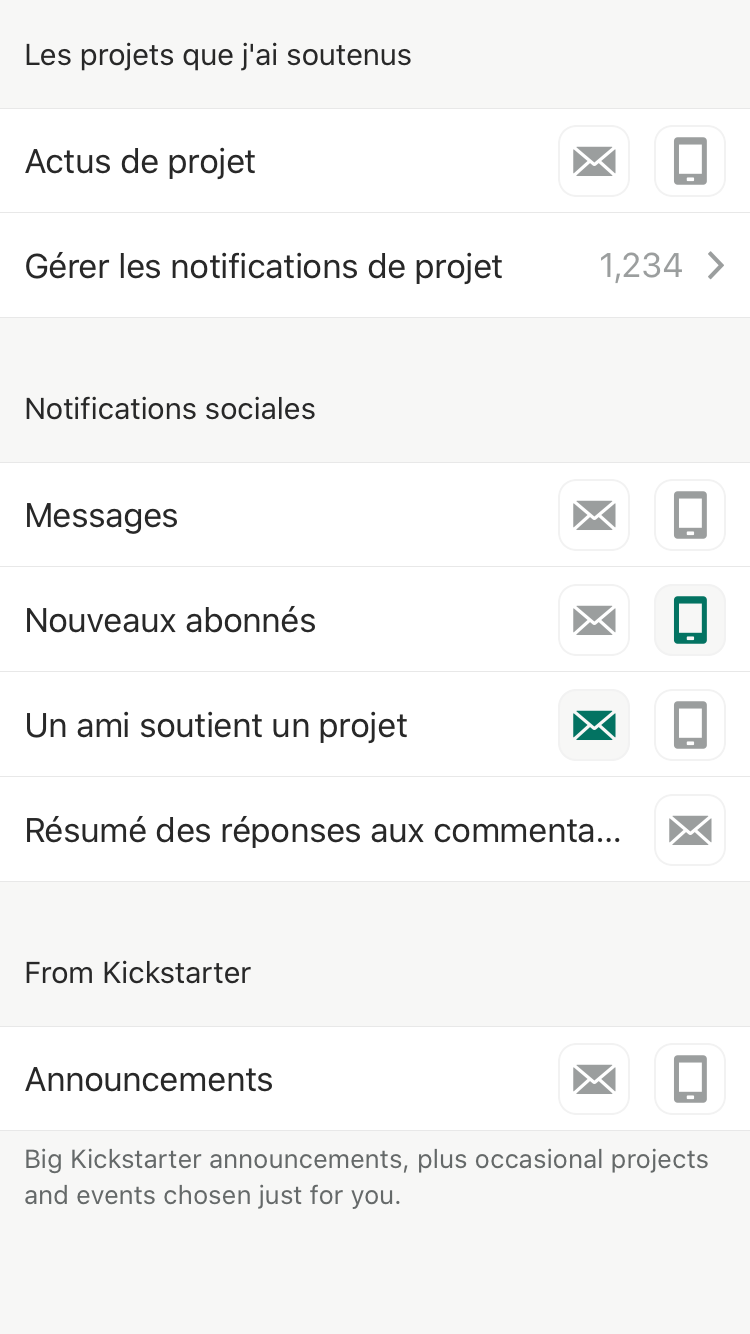 Les projets que j'ai soutenus
Actus de projet
Gérer les notifications de projet 1,234
Notifications sociales
Messages
Nouveaux abonnés
Un ami soutient un projet
Résumé des réponses aux commenta...
From Kickstarter
Announcements
Big Kickstarter announcements, plus occasional projects
and events chosen just for you.